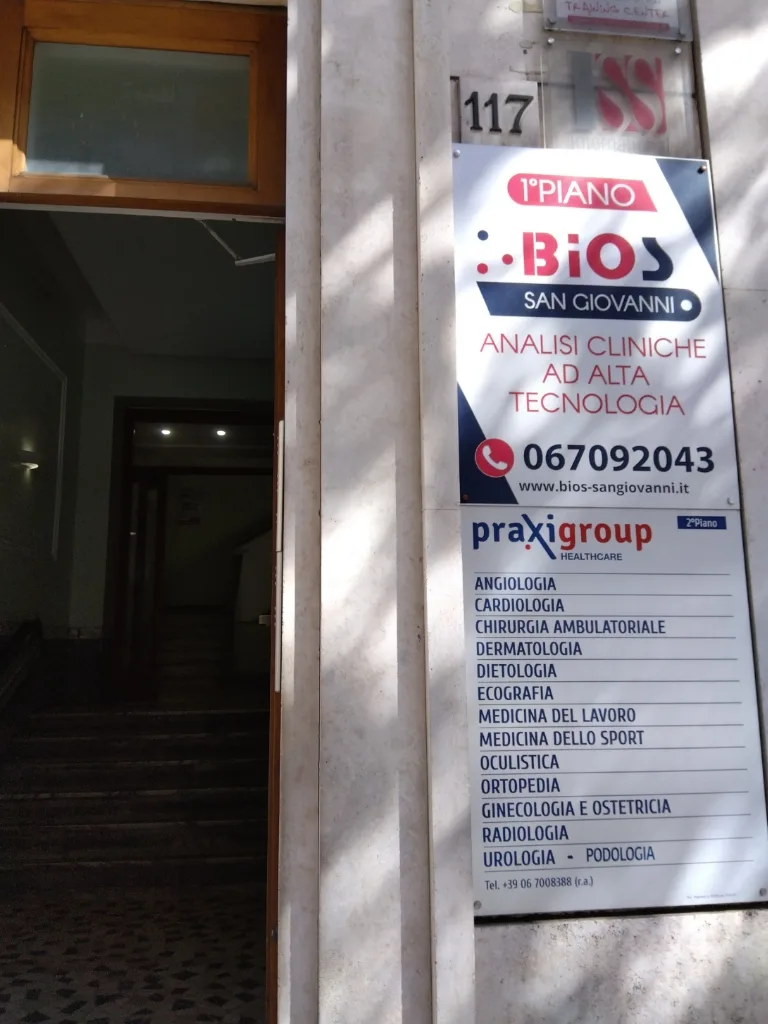 TRAINING CENTER
117
1°PIANO
BiOS
SAN GIOVANNI
ANALISI CLINICHE
AD ALTA
TECNOLOGIA
067092043
www.bios-sangiovanni.it
praxigroup
2°Piano
HEALTHCARE
ANGIOLOGIA
CARDIOLOGIA
CHIRURGIA AMBULATORIALE
DERMATOLOGIA
DIETOLOGIA
ECOGRAFIA
MEDICINA DEL LAVORO
MEDICINA DELLO SPORT
OCULISTICA
ORTOPEDIA
GINECOLOGIA E OSTETRICIA
RADIOLOGIA
UROLOGIA - PODOLOGIA
Tel. +39 06 7008388 (r.a.)